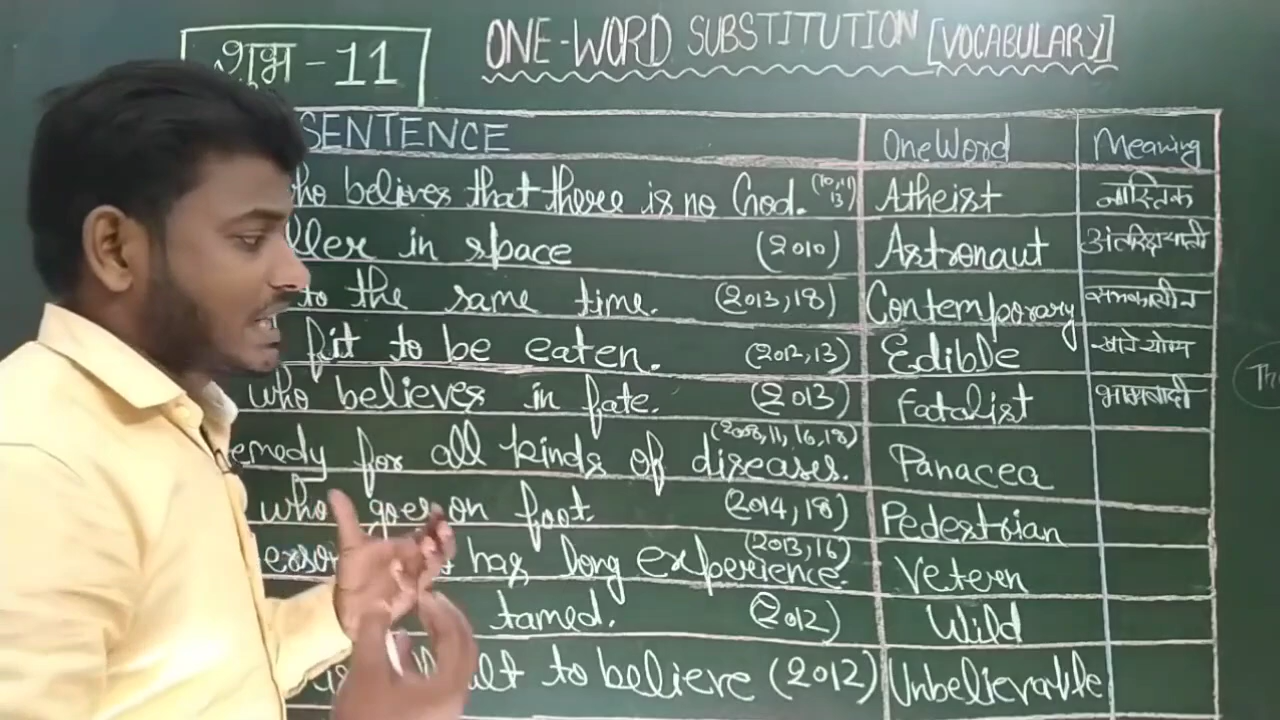 शुभ - 11
ONE-WORD SUBSTITUTION [VOCABULARY]
SENTENCE One Word Meaning
believes that there is no God. (10,11 13) Atheist नास्तिक
in space (2010) Astronaut अंतरिक्षयात्री
to the same time. (2013,18) Contemporary समकालीन
fit to be eaten. (2012,13) Edible खाने योग्य
who believes in fate. (2013) Fatalist भाग्यवादी
for all kinds of diseases. (2008,11,16,18) Panacea
who goes on foot. (2014,18) Pedestrian
has long experience. (2013,16) Veteren
tamed. (2012) Wild
to believe (2012) Unbelievable